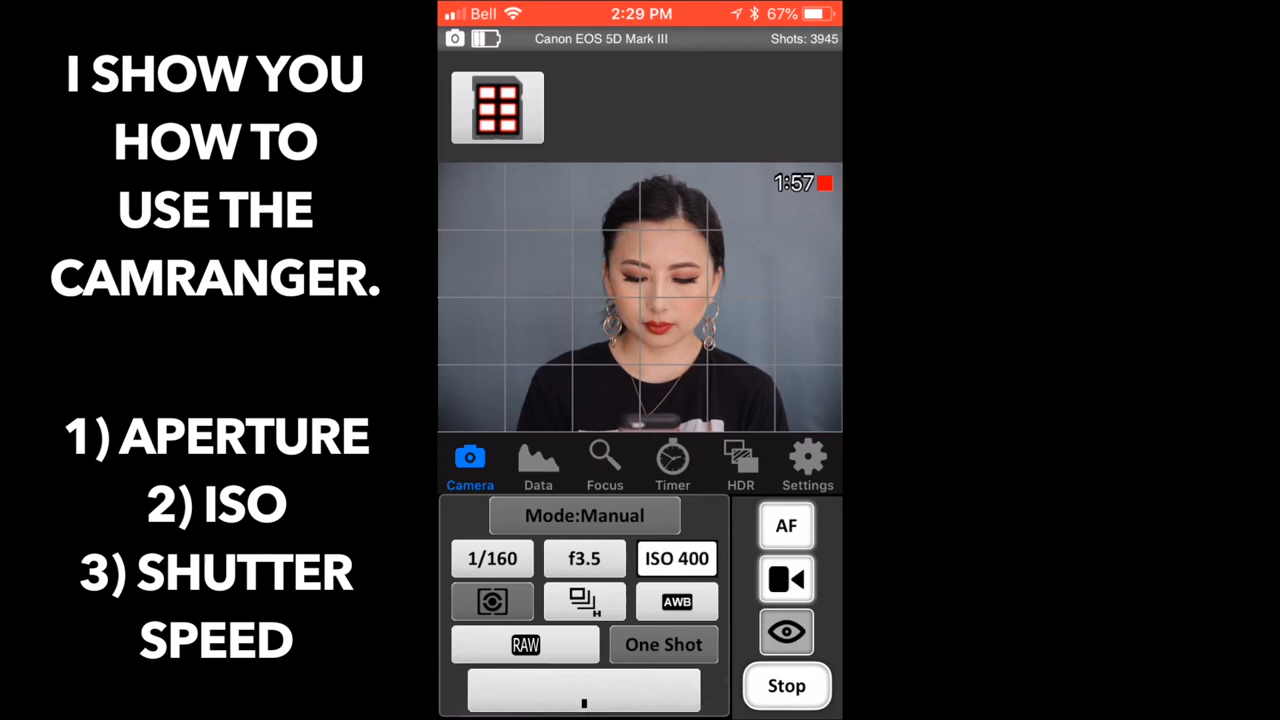 I SHOW YOU
HOW TO
USE THE
CAMRANGER.
1) APERTURE
2) ISO
3) SHUTTER
SPEED
Bell 2:29 PM 67%
Canon EOS 5D Mark III Shots: 3945
1:57
Camera Data Focus Timer HDR Settings
Mode:Manual
AF
1/160 f3.5 ISO 400
H AWB
RAW One Shot
Stop